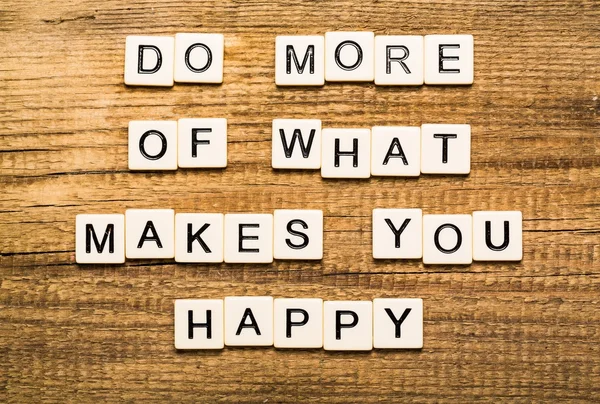 DO MORE
OF WHAT
MAKES YOU
HAPPY